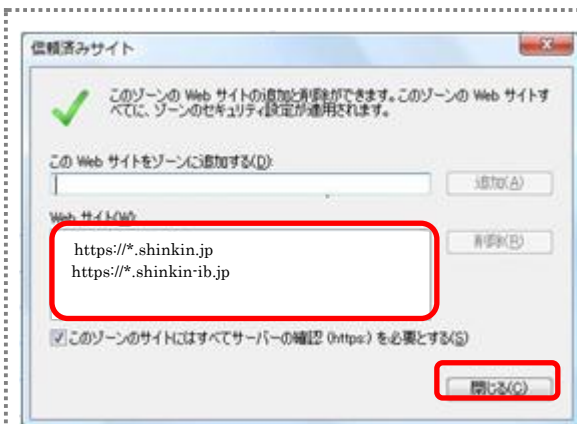 信頼済みサイト
このゾーンの Web サイトの追加と削除ができます。このゾーンの Web サイトす
べてに、ゾーンのセキュリティ設定が適用されます。
この Web サイトをゾーンに追加する(D):
追加(A)
Web サイト(W):
https://*.shinkin.jp
https://*.shinkin-ib.jp
削除(R)
このゾーンのサイトにはすべてサーバーの確認 (https:) を必要とする(S)
閉じる(C)